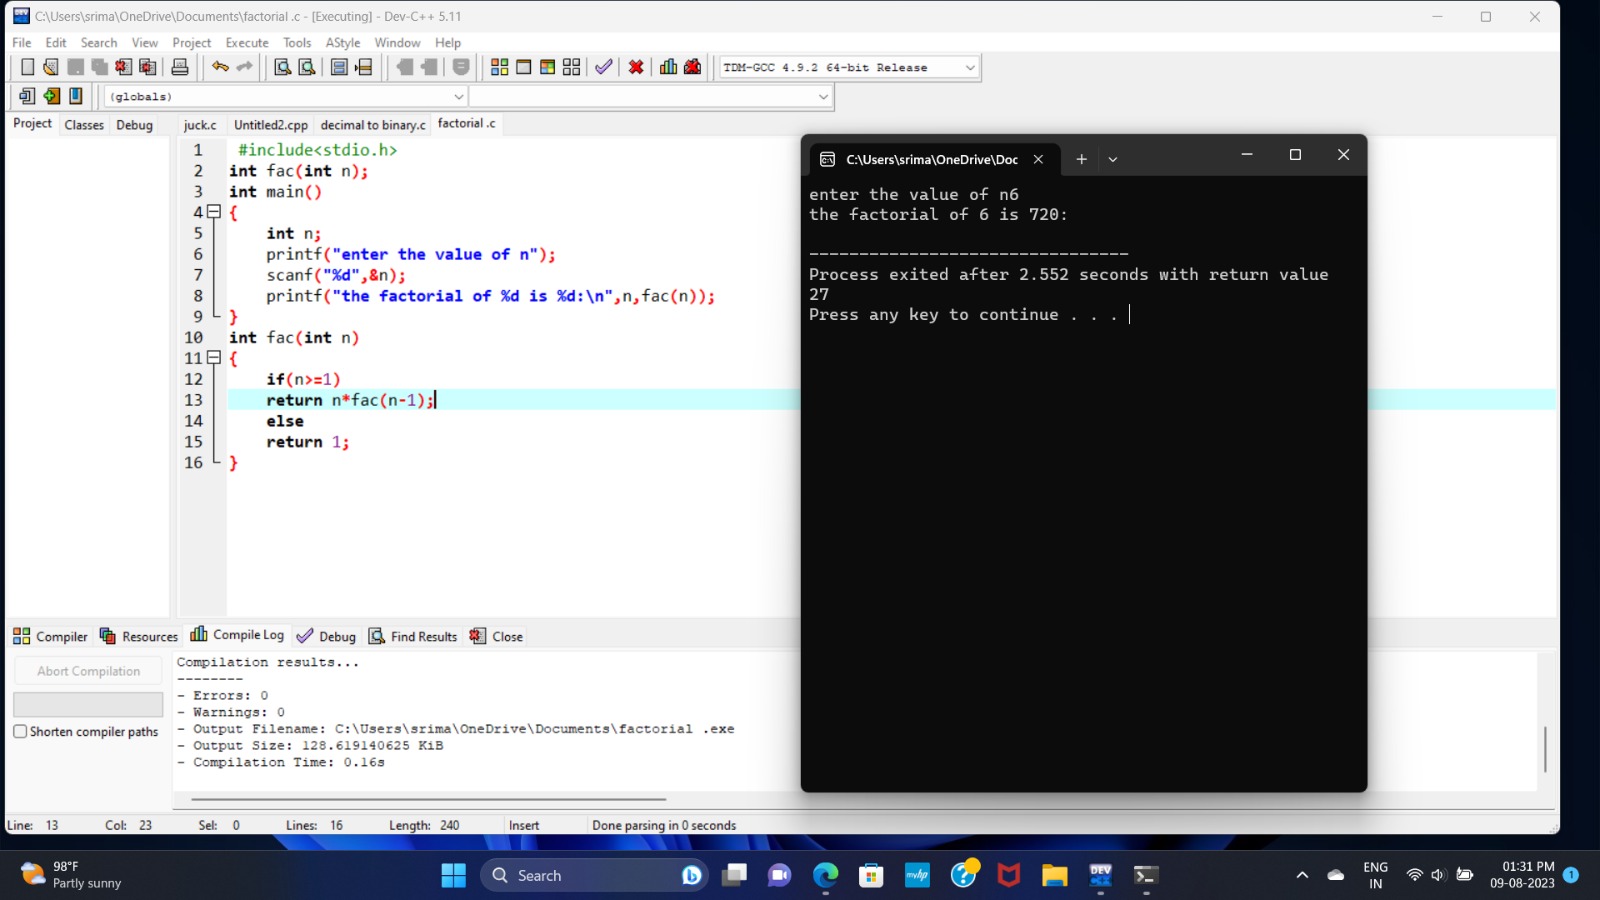 C:\Users\srima\OneDrive\Documents\factorial .c - [Executing] - Dev-C++ 5.11
File Edit Search View Project Execute Tools AStyle Window Help
TDM-GCC 4.9.2 64-bit Release
(globals)
Project Classes Debug juck.c Untitled2.cpp decimal to binary.c factorial .c
1 #include<stdio.h>
2 int fac(int n);
3 int main()
4 {
5 int n;
6 printf("enter the value of n");
7 scanf("%d",&n);
8 printf("the factorial of %d is %d:\n",n,fac(n));
9 }
10 int fac(int n)
11 {
12 if(n>=1)
13 return n*fac(n-1);
14 else
15 return 1;
16 }
C:\Users\srima\OneDrive\Doc
enter the value of n6
the factorial of 6 is 720:
--------------------------------
Process exited after 2.552 seconds with return value
27
Press any key to continue . . .
Compiler Resources Compile Log Debug Find Results Close
Abort Compilation
Shorten compiler paths
Compilation results...
--------
- Errors: 0
- Warnings: 0
- Output Filename: C:\Users\srima\OneDrive\Documents\factorial .exe
- Output Size: 128.619140625 KiB
- Compilation Time: 0.16s
Line: 13 Col: 23 Sel: 0 Lines: 16 Length: 240 Insert Done parsing in 0 seconds
98°F
Partly sunny
Search
myhp
DEV
C++
ENG
IN
01:31 PM
09-08-2023
1